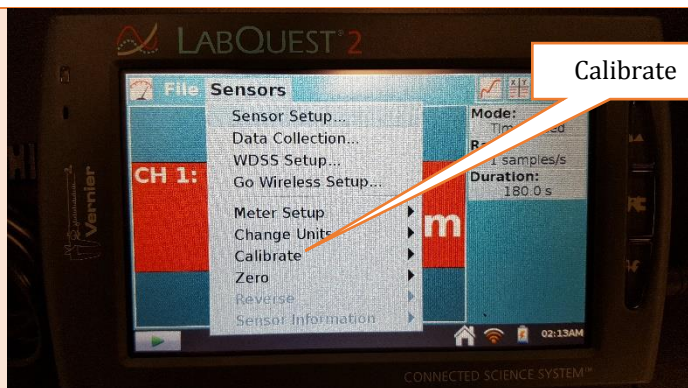 LABQUEST®2
Calibrate
File Sensors
Sensor Setup...
Data Collection...
WDSS Setup...
Go Wireless Setup...
Meter Setup
Change Units
Calibrate
Zero
Reverse
Sensor Information
CH 1:
m
Mode:
1 samples/s
Duration:
180.0 s
02:13AM
Vernier
CONNECTED SCIENCE SYSTEM™